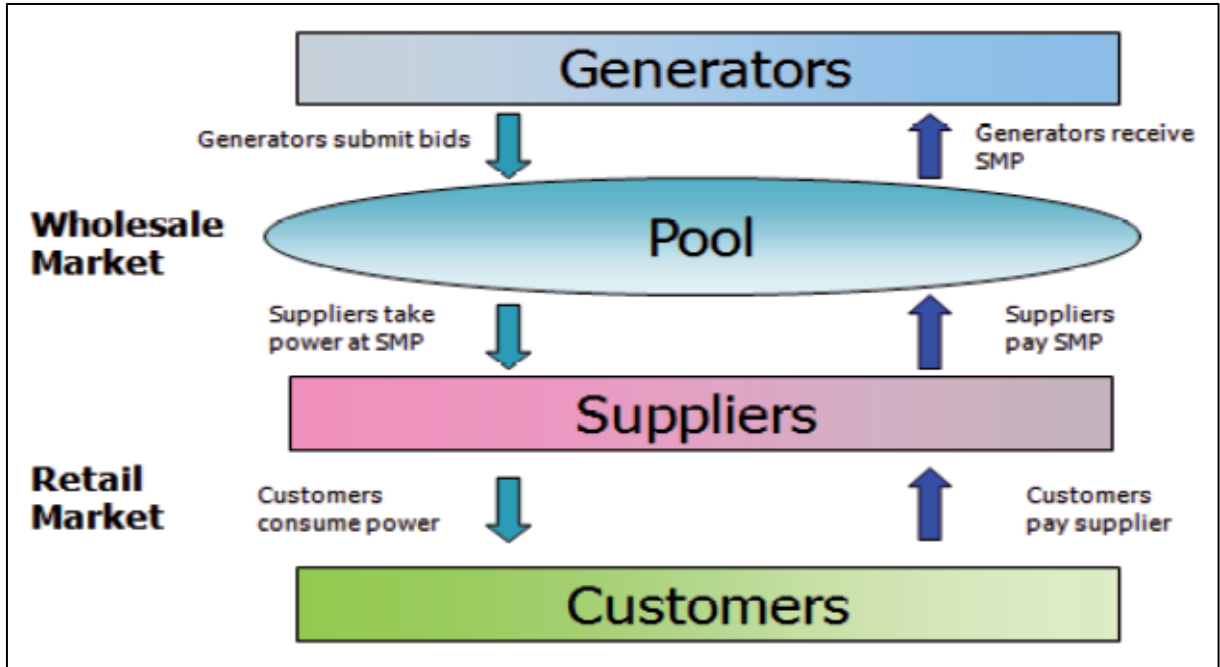 Generators
Generators submit bids
Generators receive
SMP
Wholesale
Market
Pool
Suppliers take
power at SMP
Suppliers
pay SMP
Suppliers
Retail
Market
Customers
consume power
Customers
pay supplier
Customers